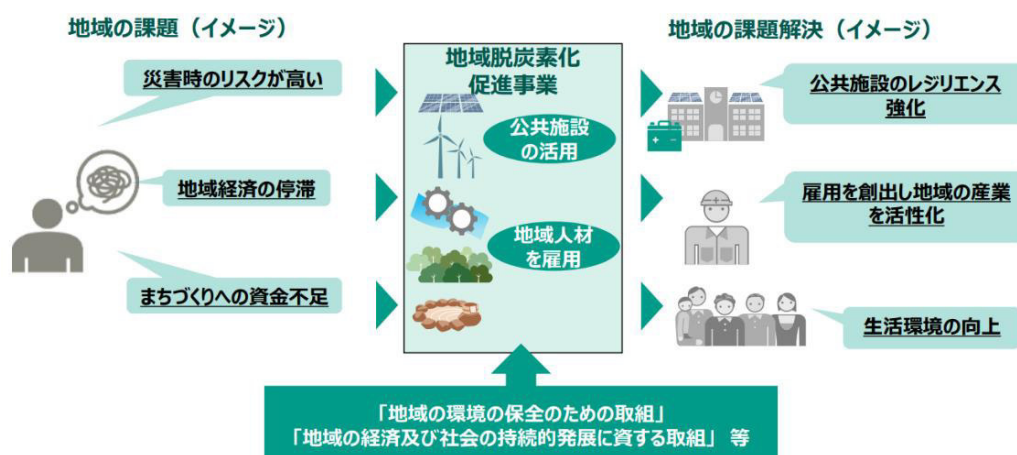 地域の課題(イメージ)
災害時のリスクが高い
地域経済の停滞
まちづくりへの資金不足
地域脱炭素化
促進事業
公共施設
の活用
地域人材
を雇用
地域の課題解決(イメージ)
公共施設のレジリエンス
強化
雇用を創出し地域の産業
を活性化
生活環境の向上
「地域の環境の保全のための取組」
「地域の経済及び社会の持続的発展に資する取組」 等